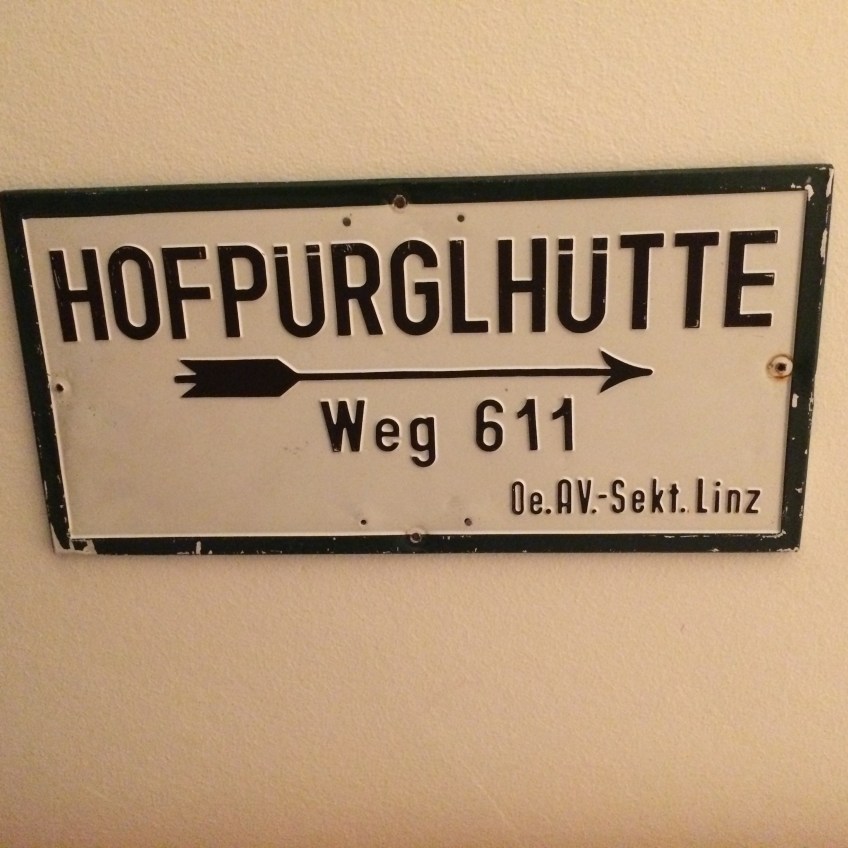 HOFPÜRGLHÜTTE
Weg 611
Oe.AV.-Sekt. Linz